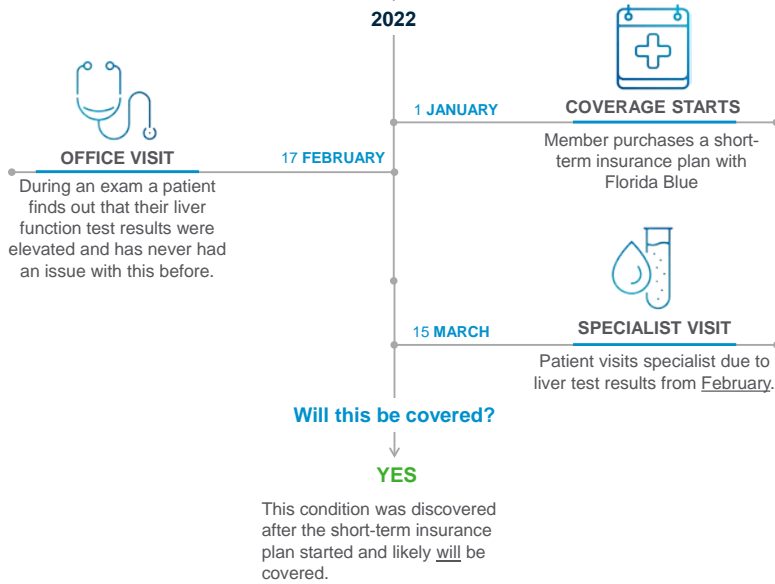 2022
1 JANUARY
COVERAGE STARTS
Member purchases a short-
term insurance plan with
Florida Blue
17 FEBRUARY
OFFICE VISIT
During an exam a patient
finds out that their liver
function test results were
elevated and has never had
an issue with this before.
15 MARCH
SPECIALIST VISIT
Patient visits specialist due to
liver test results from February.
Will this be covered?
YES
This condition was discovered
after the short-term insurance
plan started and likely will be
covered.